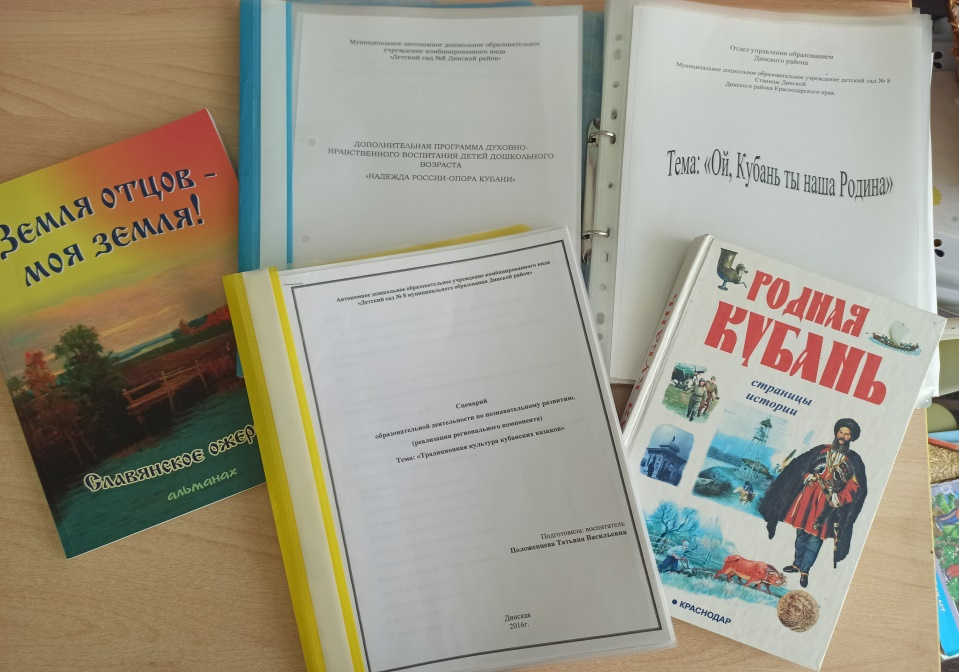 Земля отцов -
моя земля!
Славянское ожер
альманах
Муниципальное автономное дошкольное образовательное
учреждение комбинированного вида
«Детский сад №8 Динской район»
ДОПОЛНИТЕЛЬНАЯ ПРОГРАММА ДУХОВНО-
НРАВСТВЕННОГО ВОСПИТАНИЯ ДЕТЕЙ ДОШКОЛЬНОГО
ВОЗРАСТА
«НАДЕЖДА РОССИИ-ОПОРА КУБАНИ»
Отдел управления образованием
Динского района
Муниципальное дошкольное образовательное учреждение детский сад № 8
Станицы Динской
Динского района Краснодарского края
Тема: «Ой, Кубань ты наша Родина»
Автономное дошкольное образовательное учреждение комбинированного вида
«Детский сад № 8 муниципального образования Динской район»
Сценарий
образовательной деятельности по познавательному развитию.
(реализация регионального компонента)
Тема: «Традиционная культура кубанских казаков»
Подготовила: воспитатель
Положенцева Татьяна Васильевна
Динская
2016г.
РОДНАЯ
КУБАНЬ
страницы
истории
• КРАСНОДАР